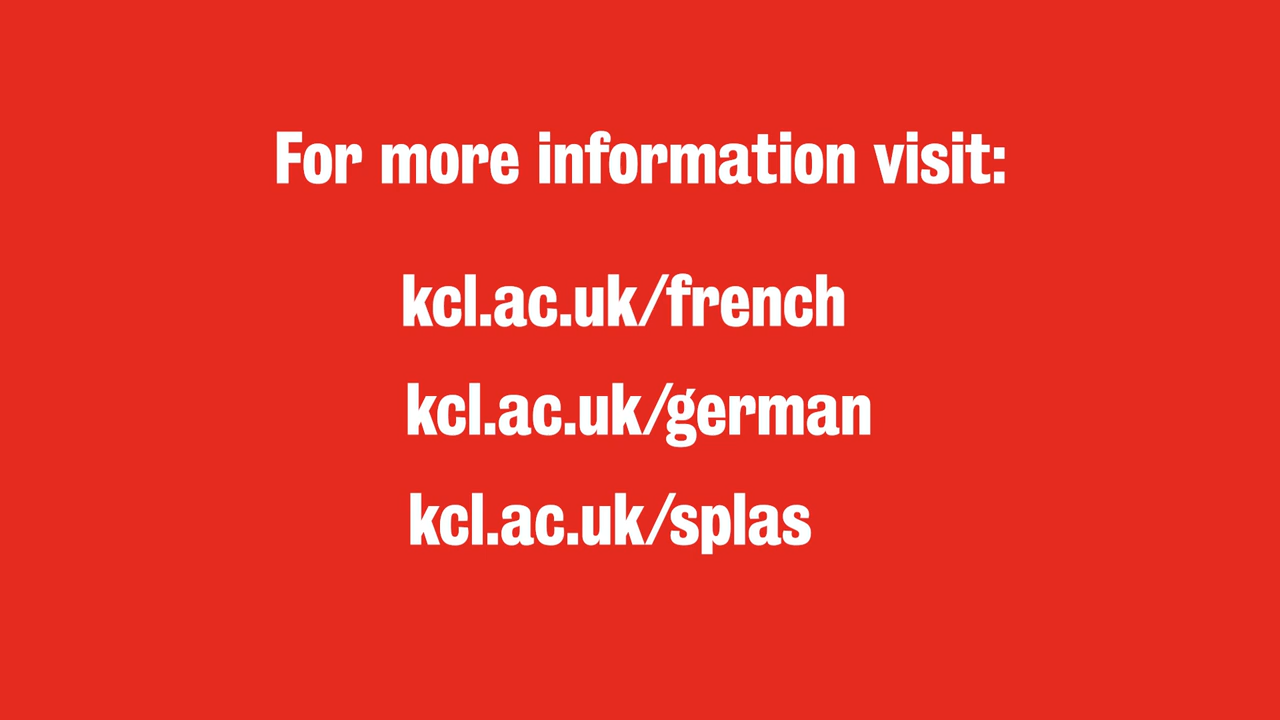 For more information visit:
kcl.ac.uk/french
kcl.ac.uk/german
kcl.ac.uk/splas